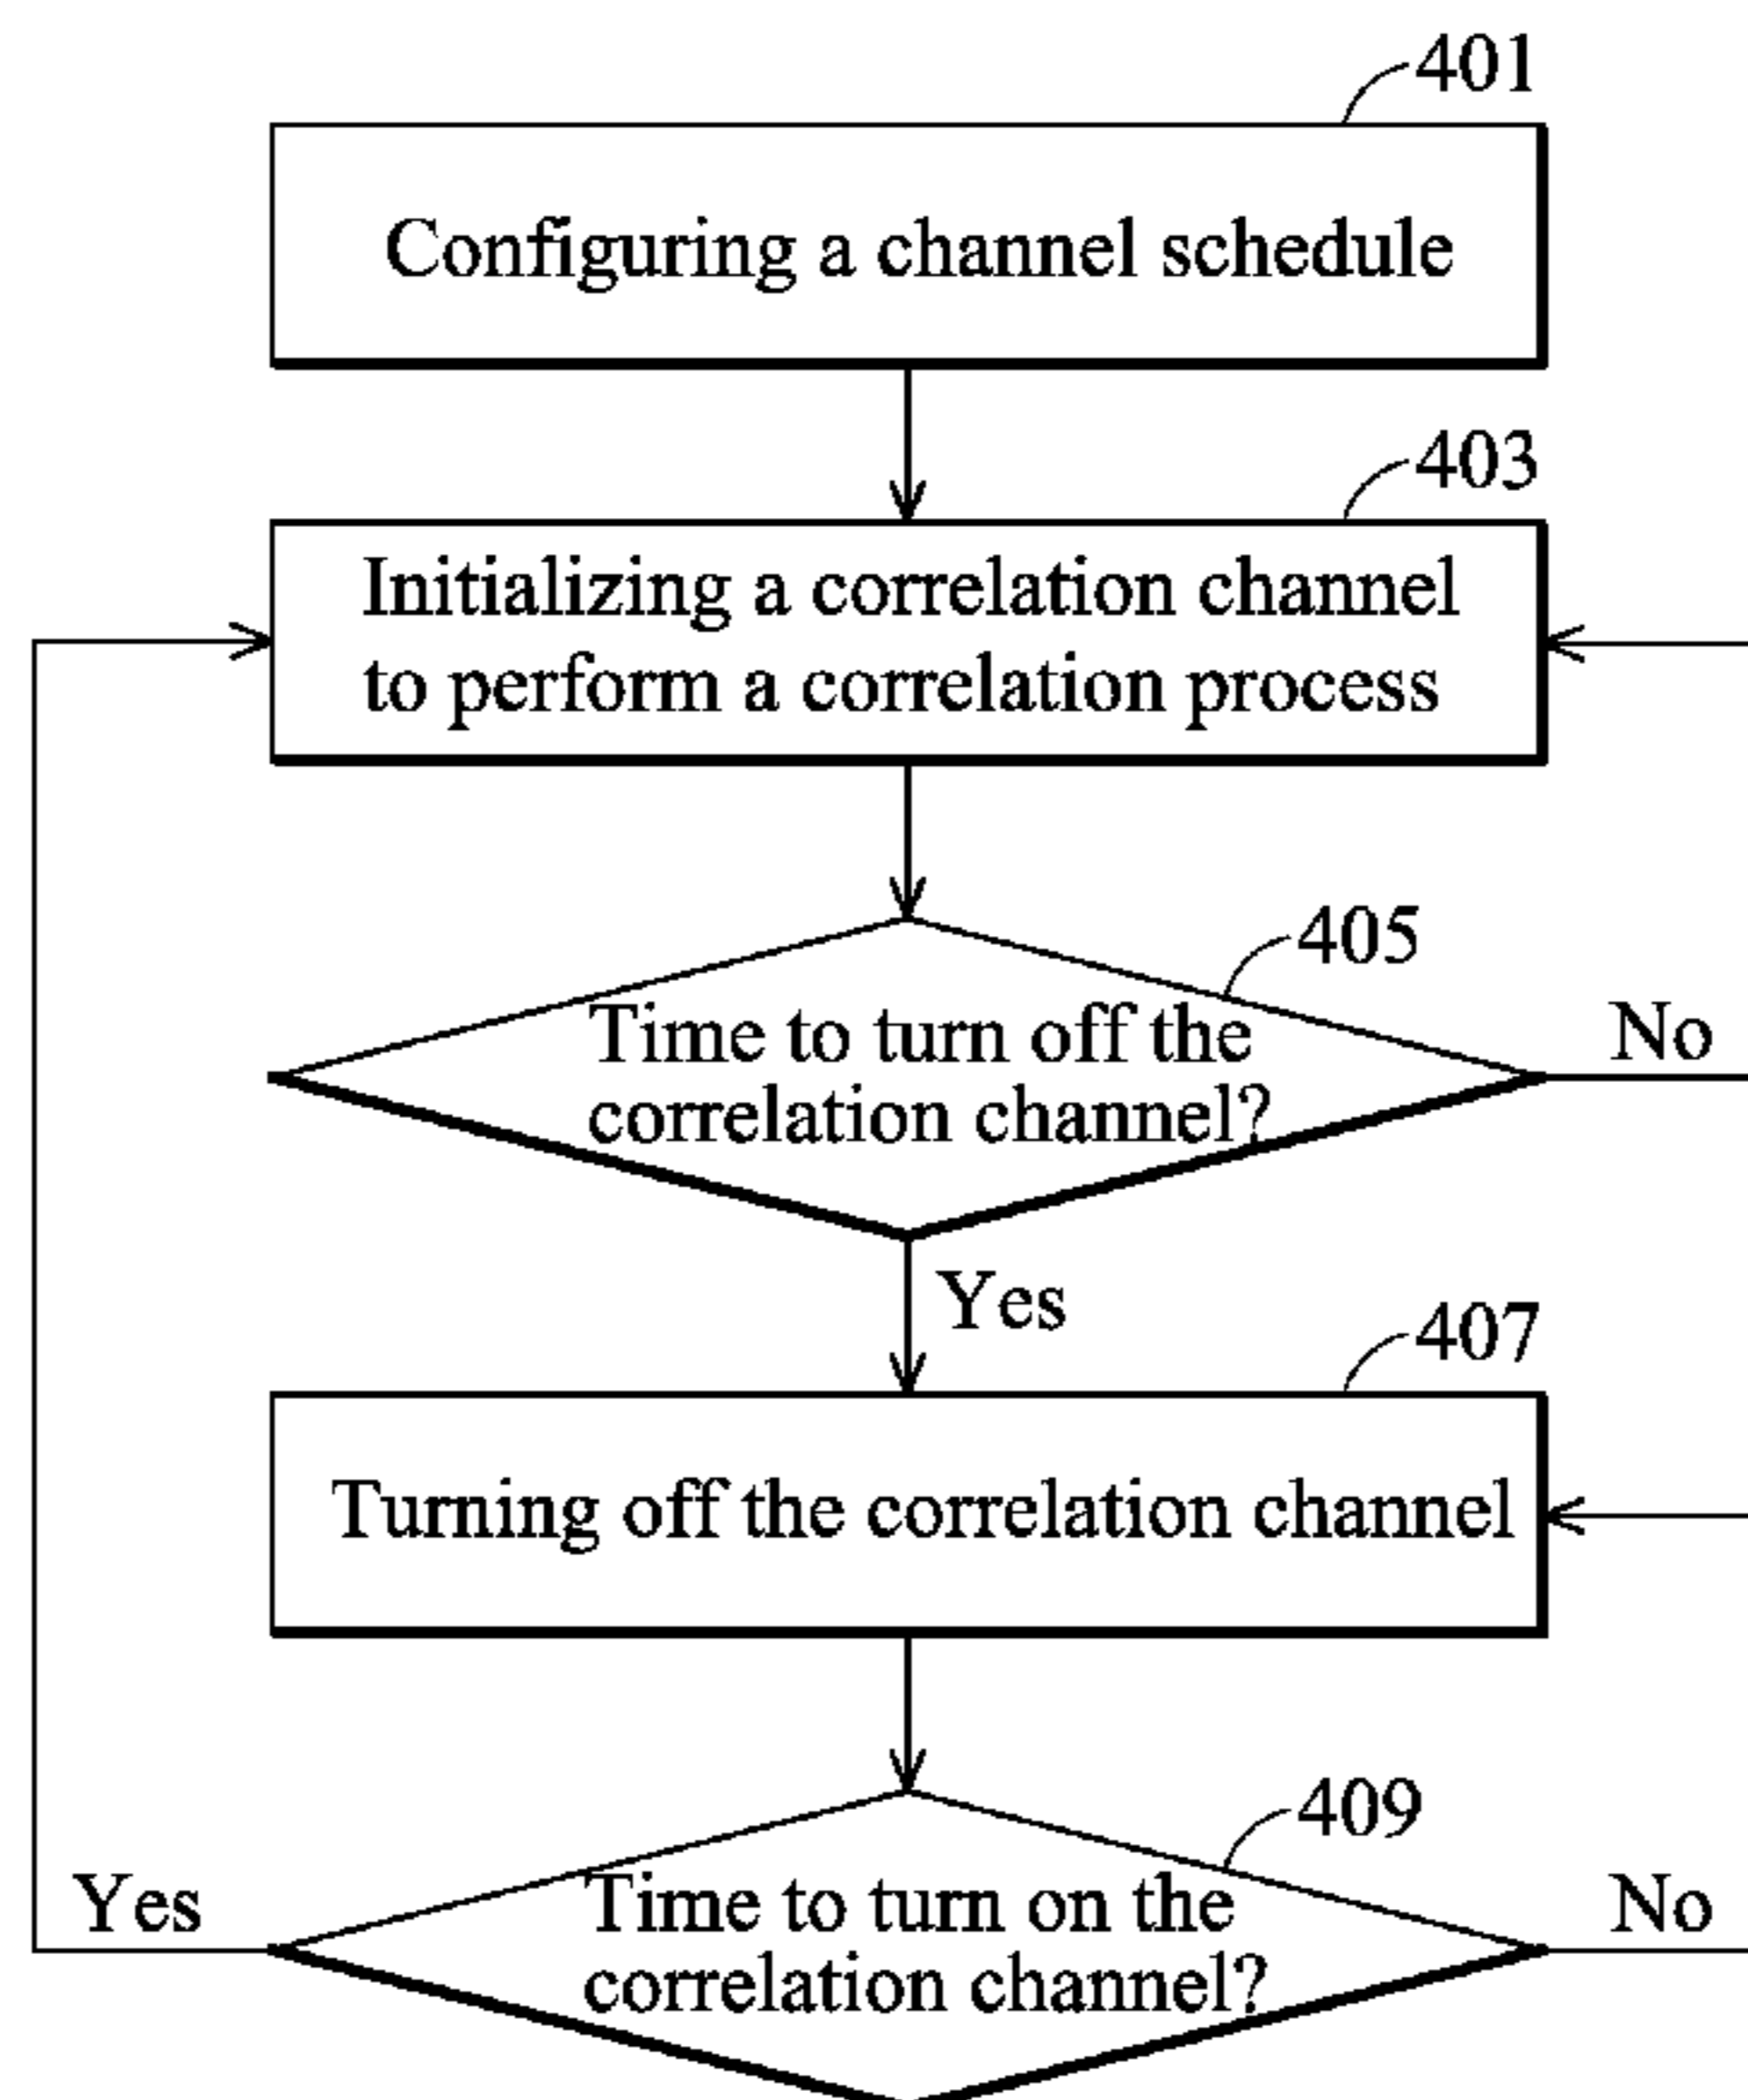 401
Configuring a channel schedule
403
Initializing a correlation channel
to perform a correlation process
405
Time to turn off the
correlation channel?
No
Yes
407
Turning off the correlation channel
409
Time to turn on the
correlation channel?
Yes
No